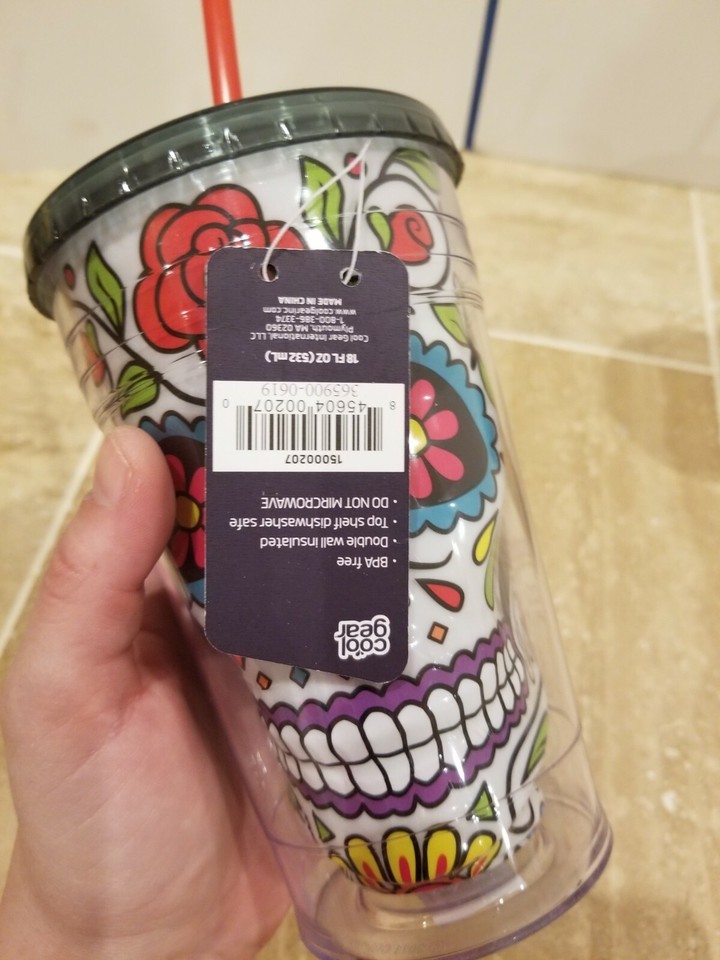 cool
gear
• BPA free
• Double wall insulated
• Top shelf dishwasher safe
• DO NOT MIRCROWAVE
15000207
8 45604 00207 0
365900-0619
18 FL OZ (532 mL)
Cool Gear International, LLC
Plymouth, MA 02360
1-800-386-3374
www.coolgearinc.com
MADE IN CHINA